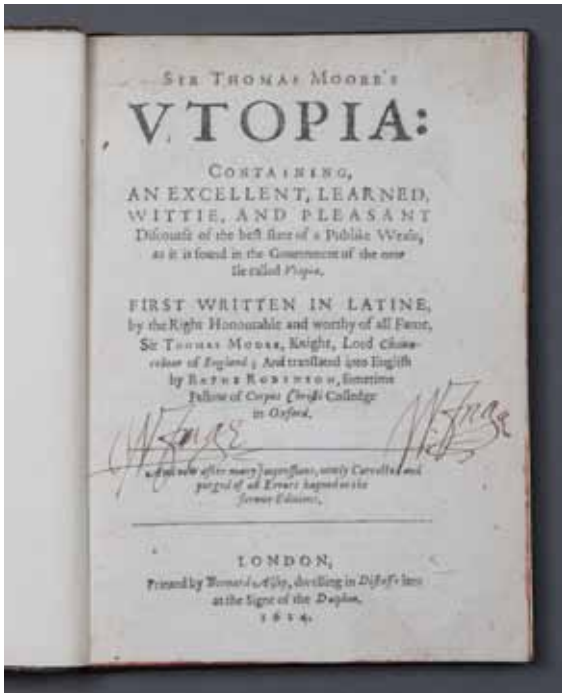 SIR THOMAS MOORE'S
VTOPIA:
CONTAINING,
AN EXCELLENT, LEARNED,
WITTIE, AND PLEASANT
Discourse of the best state of a Publike Weale,
as it is found in the Gouernment of the new
Ile called Vtopia.
FIRST WRITTEN IN LATINE,
by the Right Honourable and worthy of all Fame,
Sir THOMAS MOORE, Knight, Lord Chaun-
celour of England; And translated into English
by RAPHE ROBINSON, sometime
Fellow of Corpus Christi Colledge
in Oxford.
And now after many Impressions, newly Corrected and
purged of all Errors hapned in the
former Editions.
LONDON,
Printed by Bernard Alsop, dwelling in Distaffe lane
at the Signe of the Dolphin.
1624.